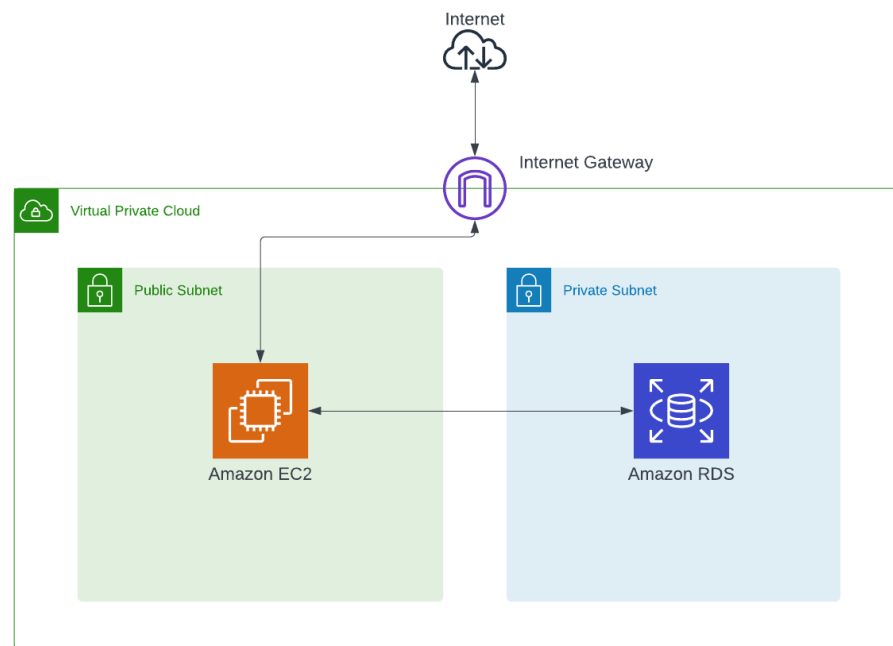 Internet
Internet Gateway
Virtual Private Cloud
Public Subnet
Private Subnet
Amazon EC2
Amazon RDS